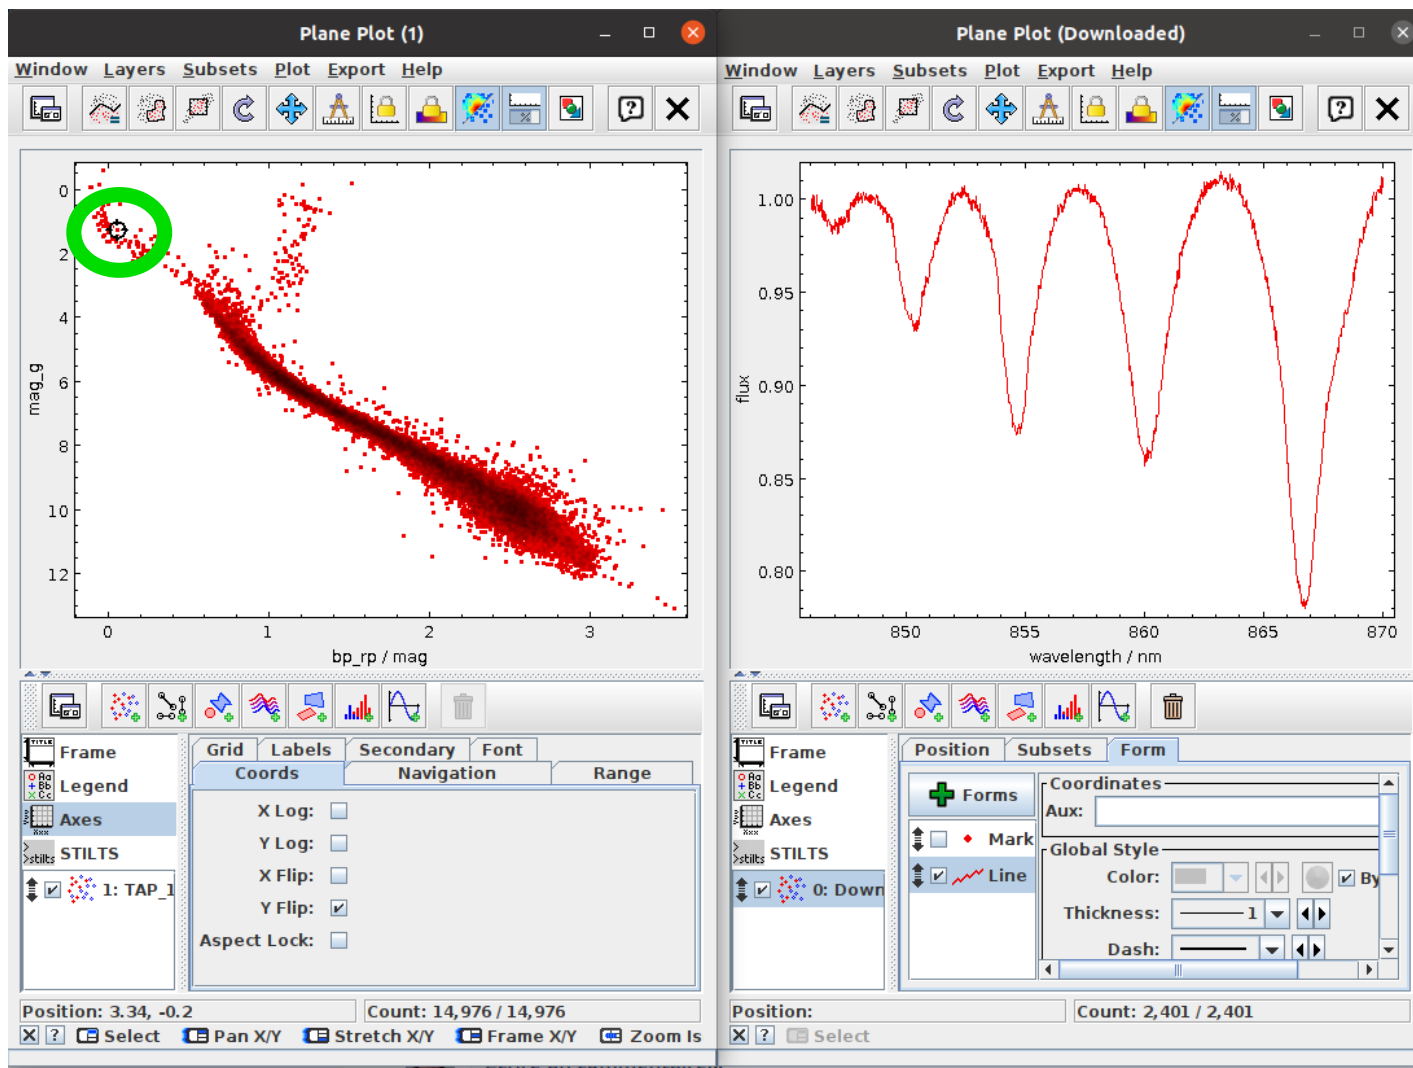 Plane Plot (1)
Window Layers Subsets Plot Export Help
0
2
4
6
8
10
12
mag_g
0 1 2 3
bp_rp / mag
Frame
Legend
Axes
STILTS
1: TAP_1
Grid Labels Secondary Font
Coords Navigation Range
X Log:
Y Log:
X Flip:
Y Flip:
Aspect Lock:
Position: 3.34, -0.2 Count: 14,976 / 14,976
Select Pan X/Y Stretch X/Y Frame X/Y Zoom Is
Plane Plot (Downloaded)
Window Layers Subsets Plot Export Help
1.00
0.95
0.90
0.85
0.80
flux
850 855 860 865 870
wavelength / nm
Frame
Legend
Axes
STILTS
0: Down
Position Subsets Form
Forms
Mark
Line
Coordinates
Aux:
Global Style
Color: By
Thickness: 1
Dash:
Position: Count: 2,401 / 2,401
Select